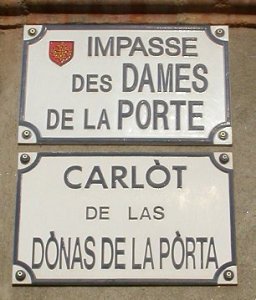 IMPASSE
DES DAMES
DE LA PORTE
CARLÒT
DE LAS
DÒNAS DE LA PÒRTA